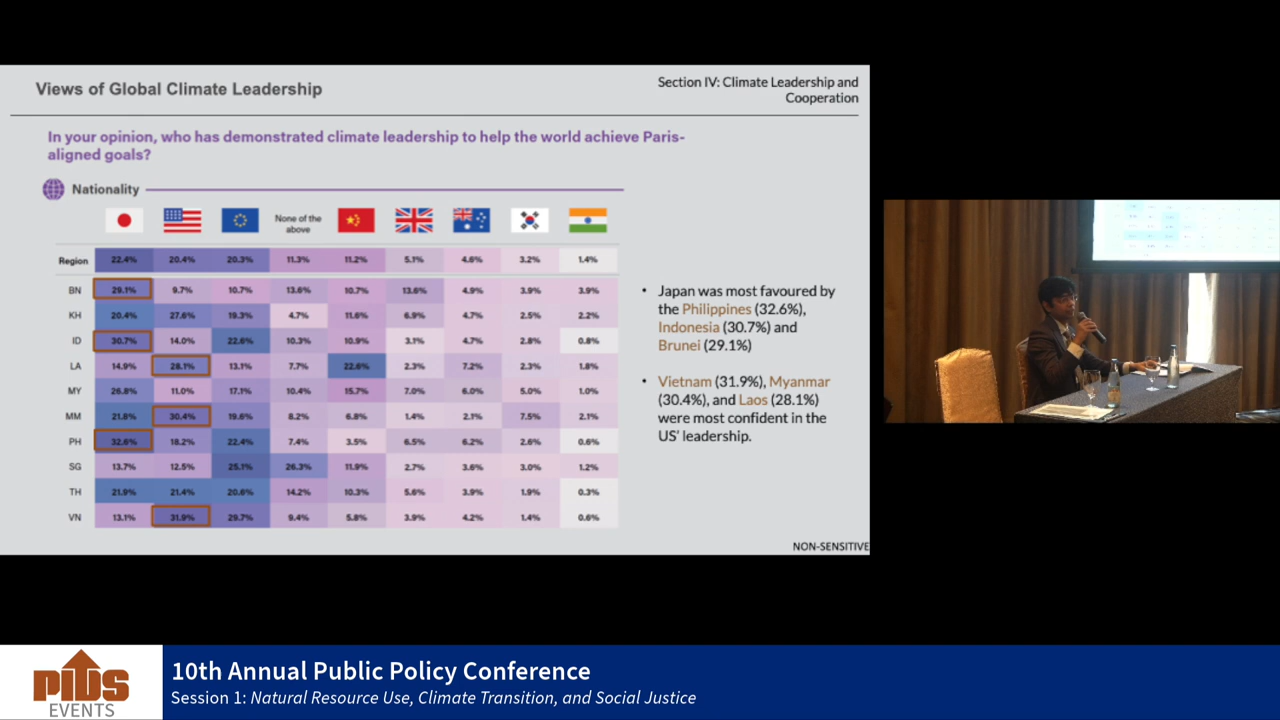 Views of Global Climate Leadership
Section IV: Climate Leadership and
Cooperation
In your opinion, who has demonstrated climate leadership to help the world achieve Paris-
aligned goals?
Nationality
None of the
above
Region 22.4% 20.4% 20.3% 11.3% 11.2% 5.1% 4.6% 3.2% 1.4%
BN 29.1% 9.7% 10.7% 13.6% 10.7% 13.6% 4.9% 3.9% 3.9%
KH 20.4% 27.6% 19.3% 4.7% 11.6% 6.9% 4.7% 2.5% 2.2%
ID 30.7% 14.0% 22.6% 10.3% 10.9% 3.1% 4.7% 2.8% 0.8%
LA 14.9% 28.1% 13.1% 7.7% 22.6% 2.3% 7.2% 2.3% 1.8%
MY 26.8% 11.0% 17.1% 10.4% 15.7% 7.0% 6.0% 5.0% 1.0%
MM 21.8% 30.4% 19.6% 8.2% 6.8% 1.4% 2.1% 7.5% 2.1%
PH 32.6% 18.2% 22.4% 7.4% 3.5% 6.5% 6.2% 2.6% 0.6%
SG 13.7% 12.5% 25.1% 26.3% 11.9% 2.7% 3.6% 3.0% 1.2%
TH 21.9% 21.4% 20.6% 14.2% 10.3% 5.6% 3.9% 1.9% 0.3%
VN 13.1% 31.9% 29.7% 9.4% 5.8% 3.9% 4.2% 1.4% 0.6%
• Japan was most favoured by
the Philippines (32.6%),
Indonesia (30.7%) and
Brunei (29.1%)
• Vietnam (31.9%), Myanmar
(30.4%), and Laos (28.1%)
were most confident in the
US' leadership.
NON-SENSITIVE
PIDS
EVENTS
10th Annual Public Policy Conference
Session 1: Natural Resource Use, Climate Transition, and Social Justice